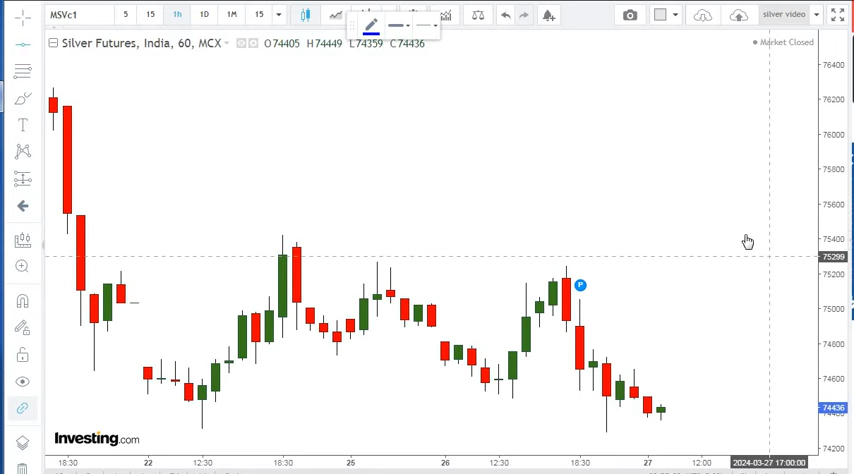 MSVc1 5 15 1h 1D 1W 1M 15 silver video
Silver Futures, India, 60, MCX O74405 H74449 L74359 C74436 Market Closed
T
76400
76200
76000
75800
75600
75400
75299
75200
75000
74800
74600
74436
74200
P
Investing.com
18:30 22 12:30 18:30 25 18:30 26 12:30 18:30 27 12:00 2024-03-27 17:00:00